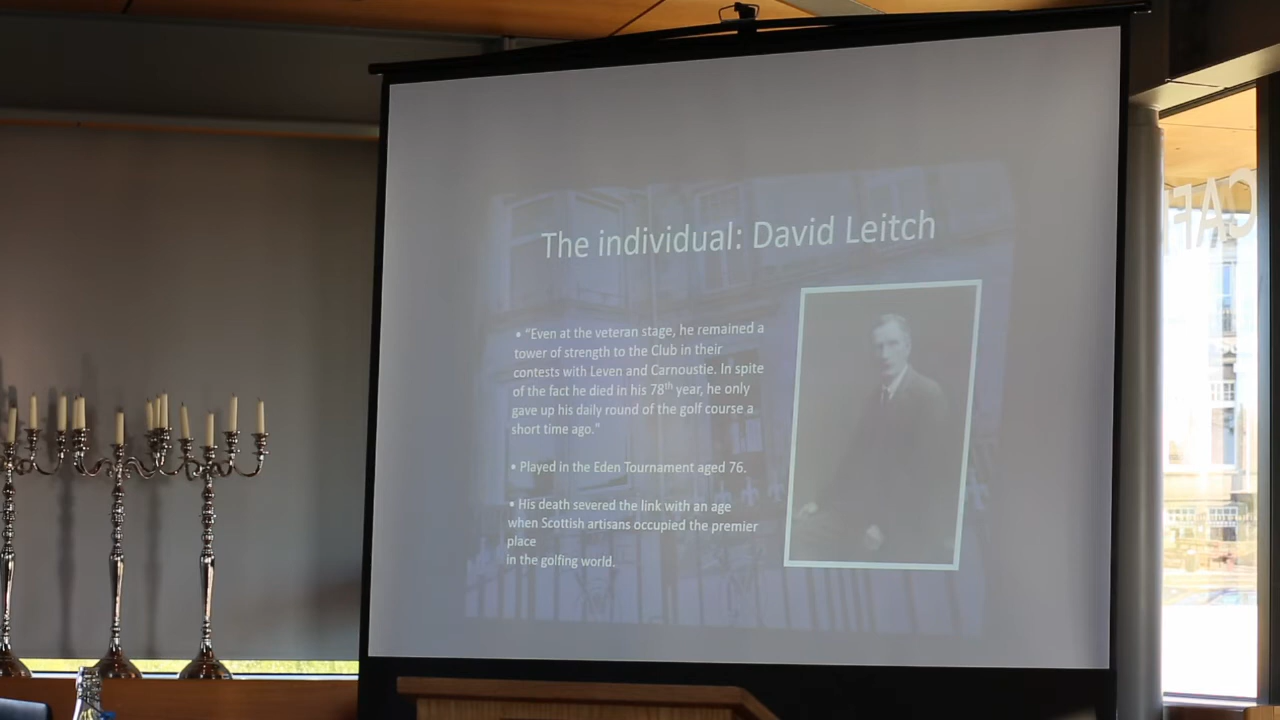 The individual: David Leitch
• “Even at the veteran stage, he remained a
tower of strength to the Club in their
contests with Leven and Carnoustie. In spite
of the fact he died in his 78th year, he only
gave up his daily round of the golf course a
short time ago.”
• Played in the Eden Tournament aged 76.
• His death severed the link with an age
when Scottish artisans occupied the premier
place
in the golfing world.